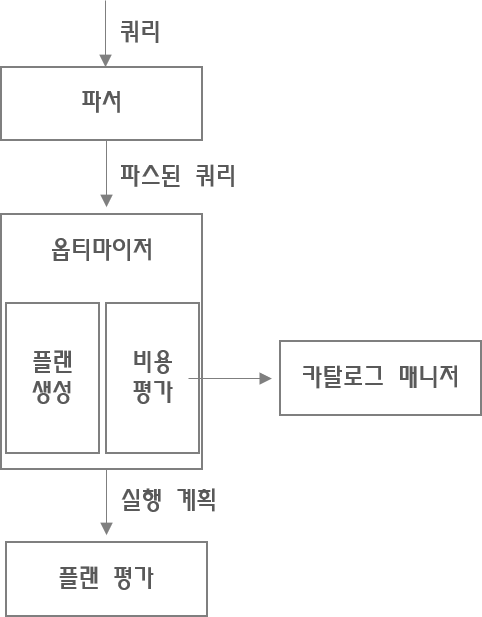 쿼리
파서
파스된 쿼리
옵티마이저
플랜
생성
비용
평가
카탈로그 매니저
실행 계획
플랜 평가